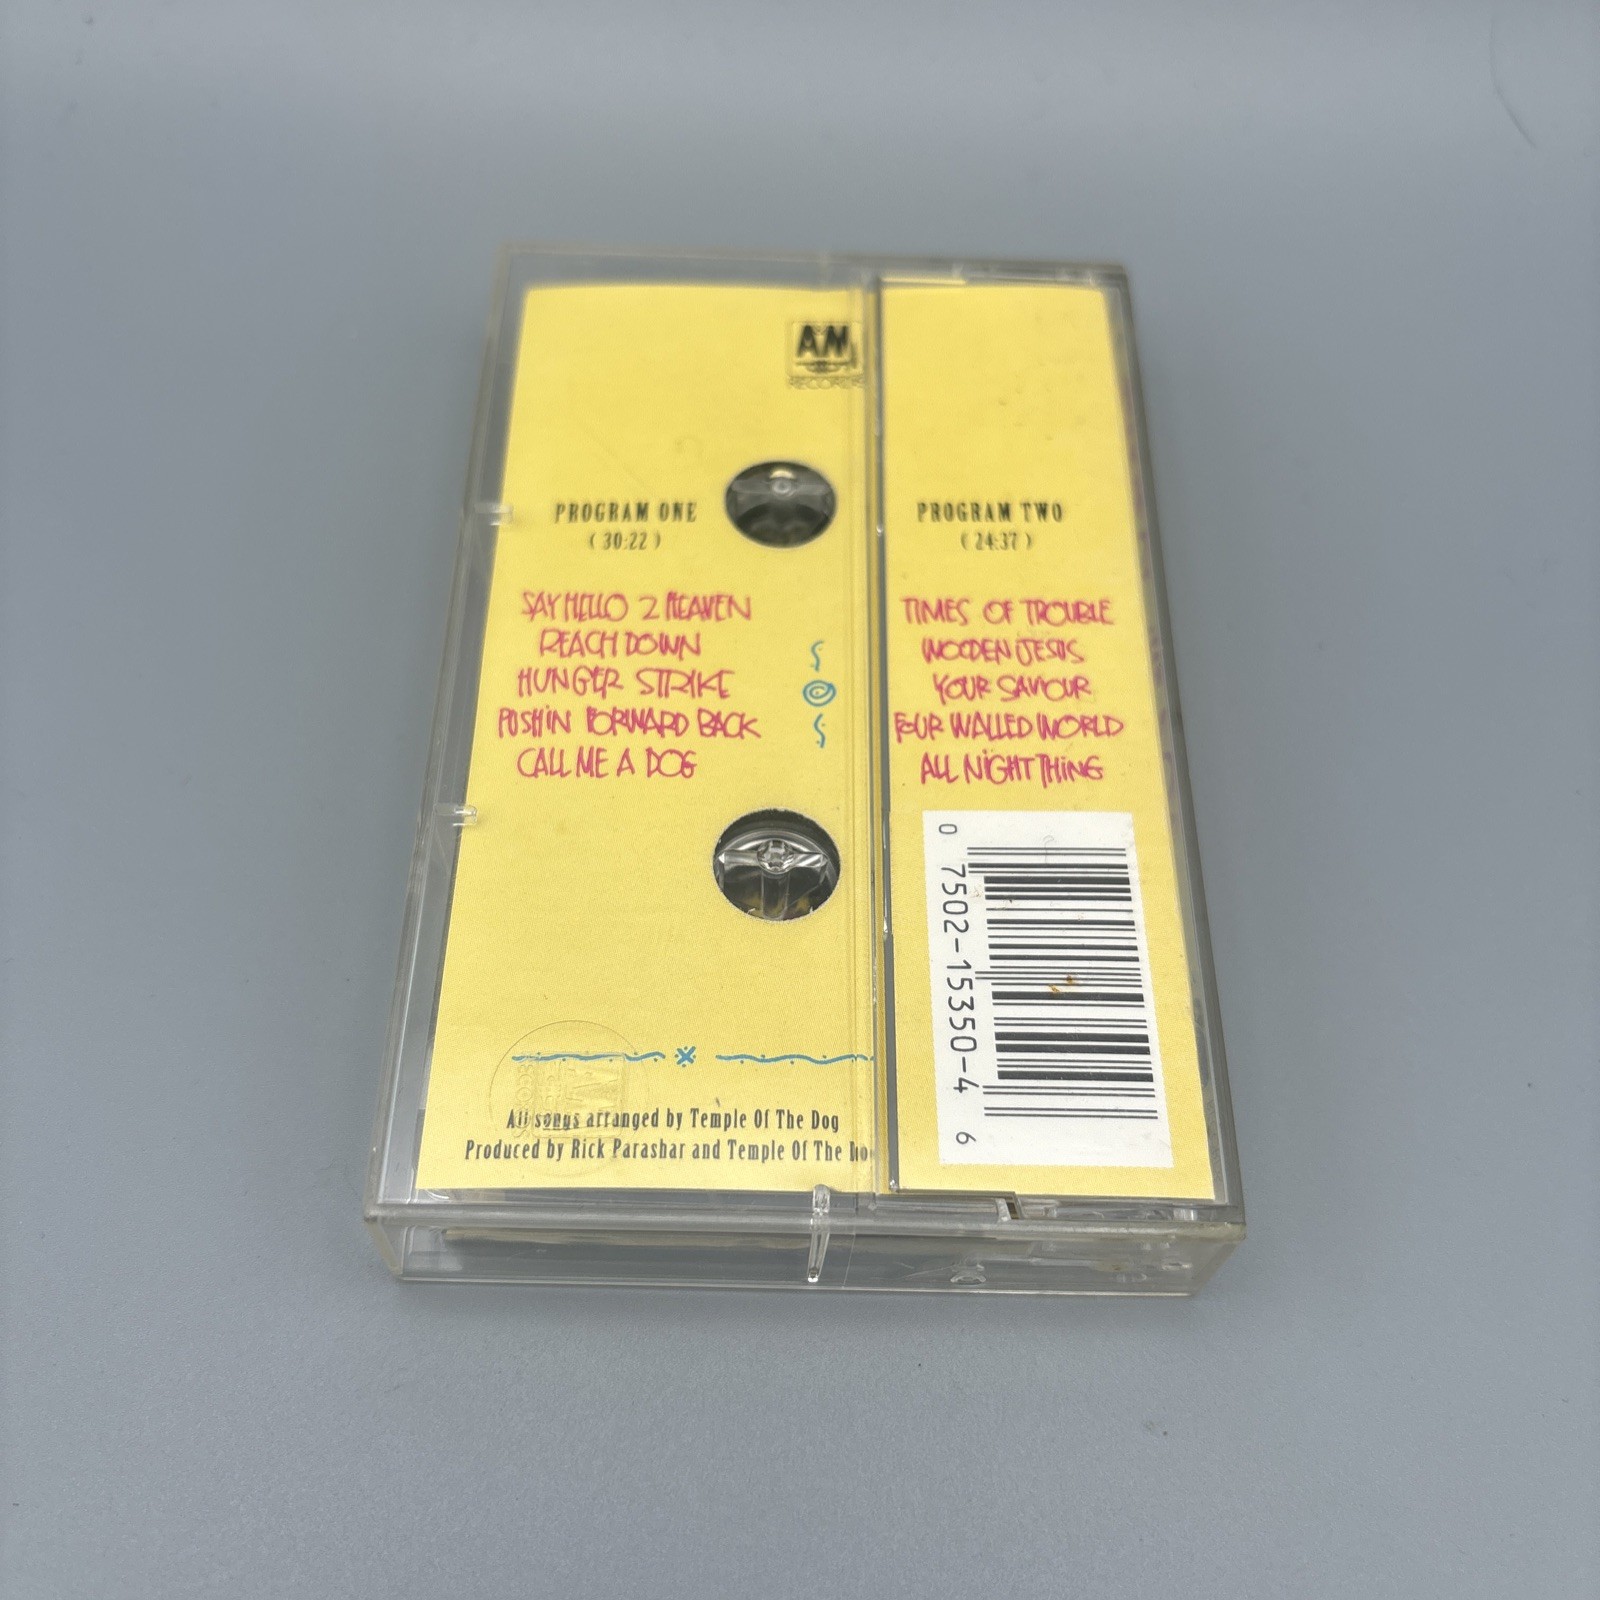 A&M
RECORDS
PROGRAM ONE
( 30:22 )
SAY HELLO 2 HEAVEN
REACH DOWN
HUNGER STRIKE
PUSHIN FORWARD BACK
CALL ME A DOG
All songs arranged by Temple Of The Dog
Produced by Rick Parashar and Temple Of The Dog
PROGRAM TWO
( 24:37 )
TIMES OF TROUBLE
WOODEN JESUS
YOUR SAVIOUR
FOUR WALLED WORLD
ALL NIGHT THING
0 7502-15350-4 6